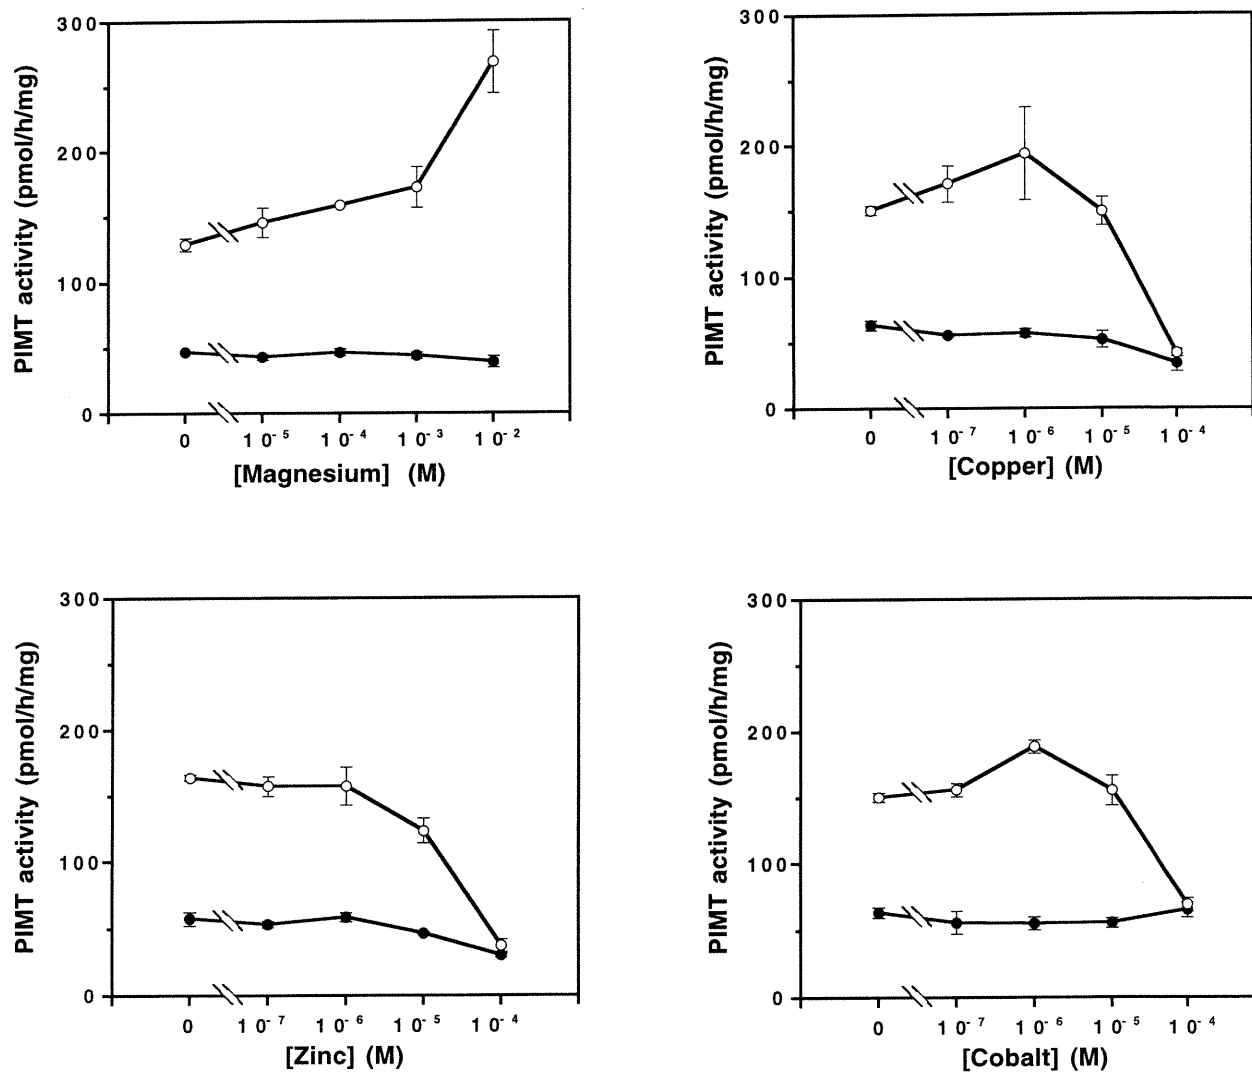 300
200
100
0
PIMT activity (pmol/h/mg)
0 10⁻⁵ 10⁻⁴ 10⁻³ 10⁻²
[Magnesium] (M)
300
200
100
0
PIMT activity (pmol/h/mg)
0 10⁻⁷ 10⁻⁶ 10⁻⁵ 10⁻⁴
[Copper] (M)
300
200
100
0
PIMT activity (pmol/h/mg)
0 10⁻⁷ 10⁻⁶ 10⁻⁵ 10⁻⁴
[Zinc] (M)
300
200
100
0
PIMT activity (pmol/h/mg)
0 10⁻⁷ 10⁻⁶ 10⁻⁵ 10⁻⁴
[Cobalt] (M)